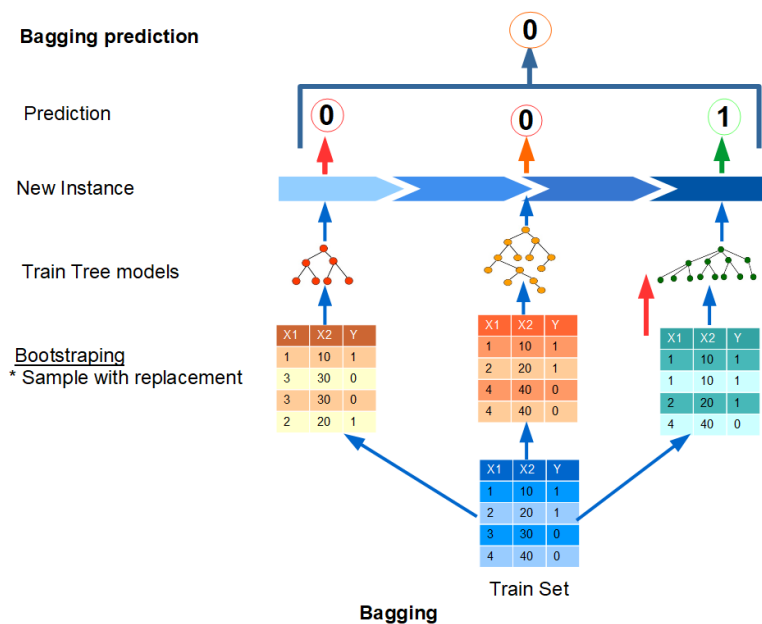 Bagging prediction
0
Prediction
0 0 1
New Instance
Train Tree models
Bootstraping
* Sample with replacement
X1 X2 Y
1 10 1
3 30 0
3 30 0
2 20 1
X1 X2 Y
1 10 1
2 20 1
4 40 0
4 40 0
X1 X2 Y
1 10 1
1 10 1
2 20 1
4 40 0
X1 X2 Y
1 10 1
2 20 1
3 30 0
4 40 0
Train Set
Bagging